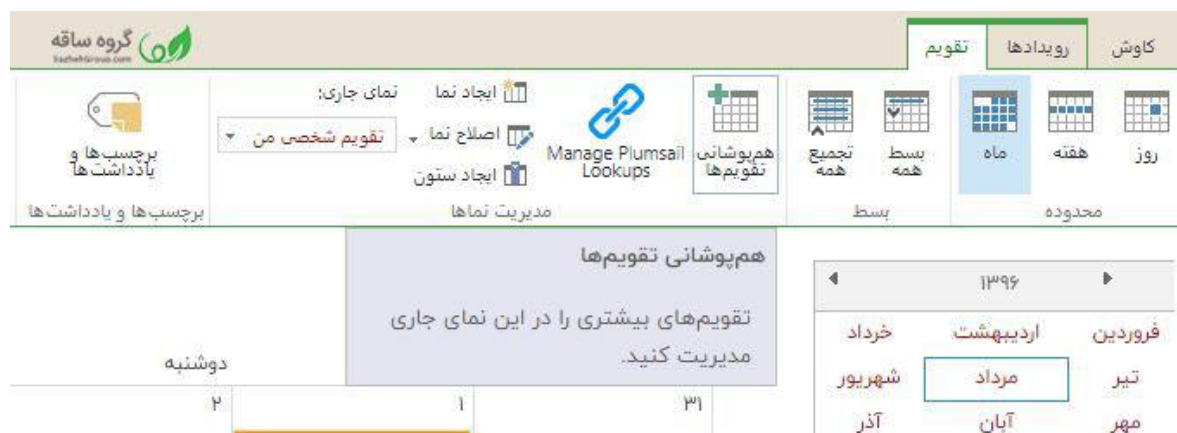 کاوش
رویدادها
تقویم
گروه ساقه
SazhehGroup.com
روز
هفته
ماه
بسط
همه
تجمیع
همه
هم‌پوشانی
تقویم‌ها
Manage Plumsail
Lookups
ایجاد نما
اصلاح نما
ایجاد ستون
نمای جاری:
تقویم شخصی من
برچسب‌ها و
یادداشت‌ها
محدوده
بسط
مدیریت نماها
برچسب‌ها و یادداشت‌ها
هم‌پوشانی تقویم‌ها
تقویم‌های بیشتری را در این نمای جاری
مدیریت کنید.
۱۳۹۶
فروردین اردیبهشت خرداد
تیر مرداد شهریور
مهر آبان آذر
دوشنبه
۳۱ ۱ ۲